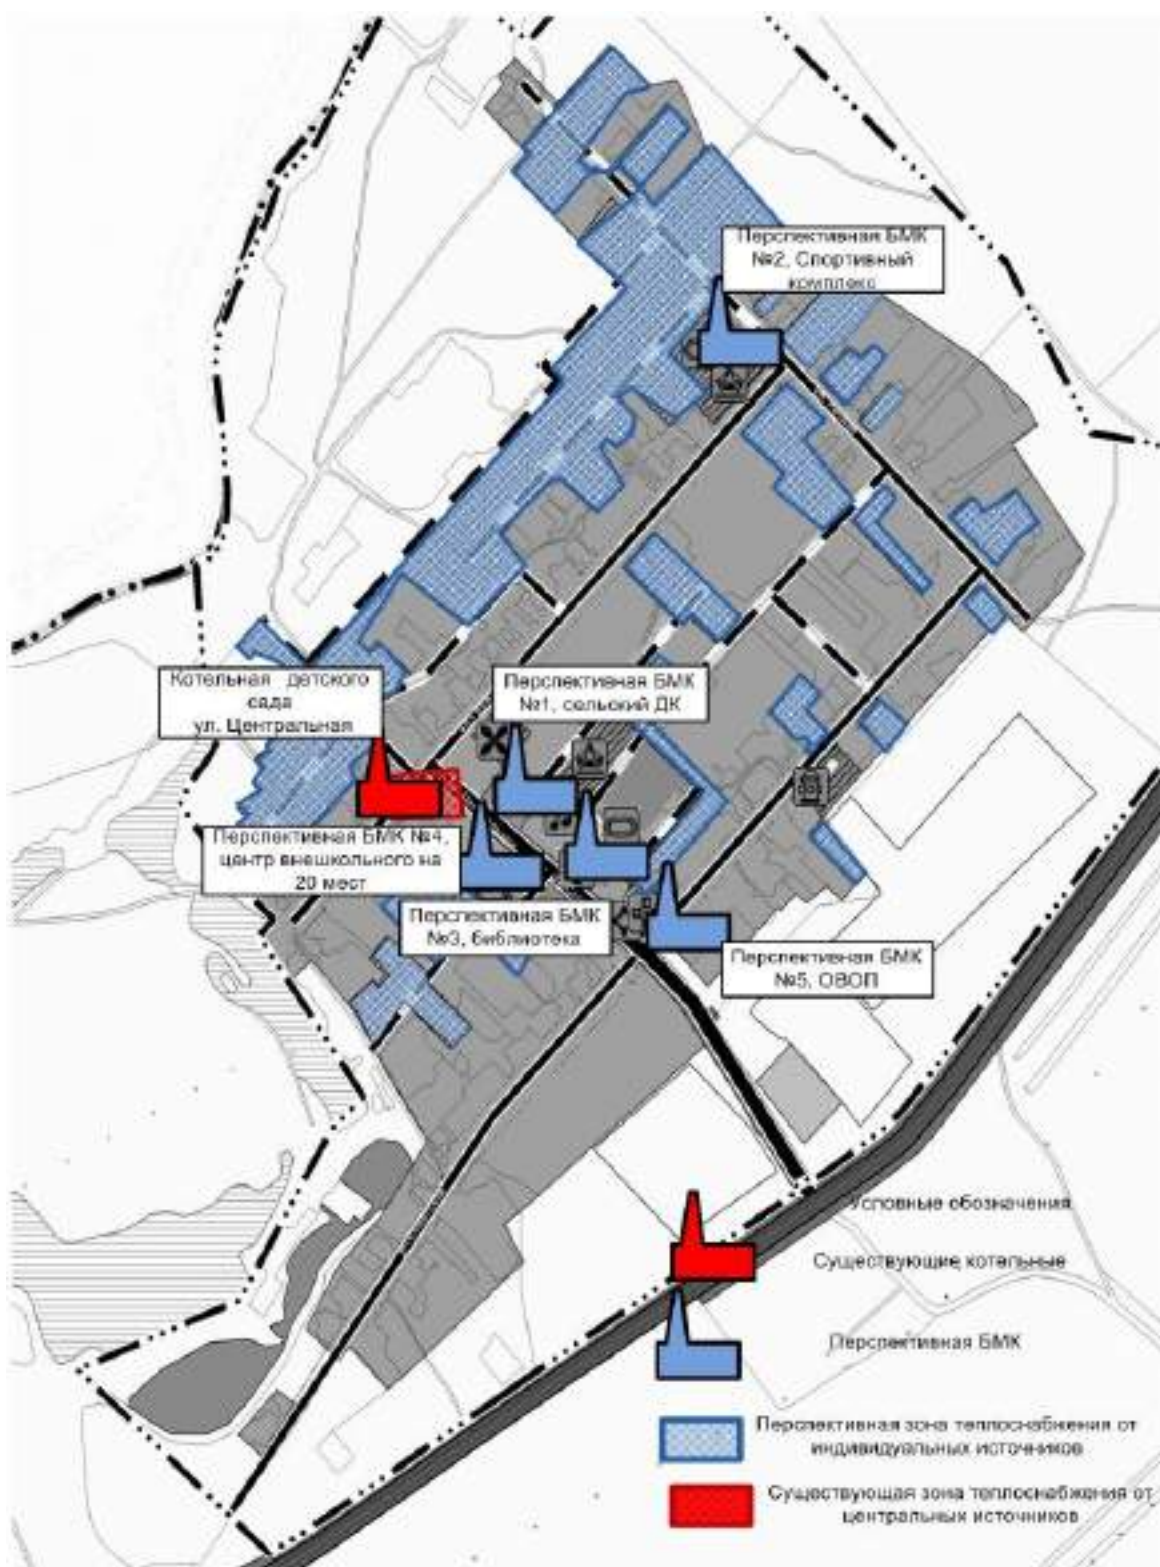 Перспективная БМК
№2, Спортивный
комплекс
Котельная детского
сада
ул. Центральная
Перспективная БМК
№1, сельский ДК
Перспективная БМК №4,
центр внешкольного на
20 мест
Перспективная БМК
№3, библиотека
Перспективная БМК
№5, ОВОП
Условные обозначения
Существующие котельные
Перспективная БМК
Перспективная зона теплоснабжения от
индивидуальных источников
Существующая зона теплоснабжения от
центральных источников